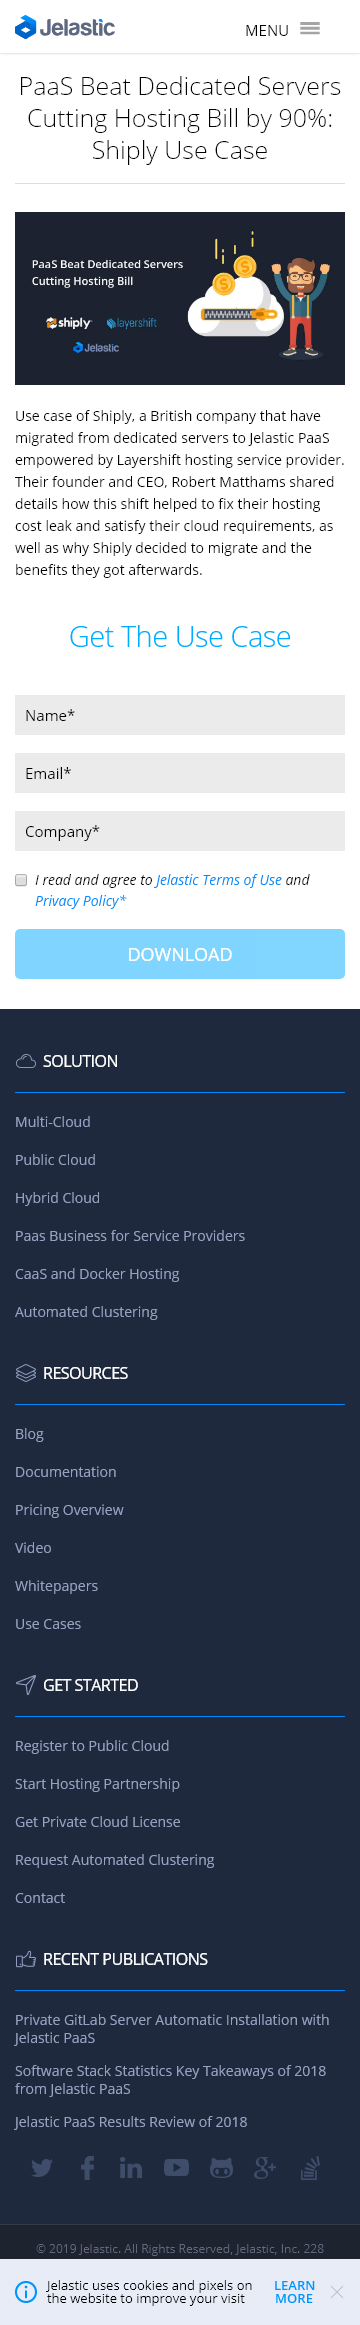 Jelastic
MENU
PaaS Beat Dedicated Servers
Cutting Hosting Bill by 90%:
Shiply Use Case
PaaS Beat Dedicated Servers
Cutting Hosting Bill
shiply layershift
Jelastic
Use case of Shiply, a British company that have
migrated from dedicated servers to Jelastic PaaS
empowered by Layershift hosting service provider.
Their founder and CEO, Robert Matthams shared
details how this shift helped to fix their hosting
cost leak and satisfy their cloud requirements, as
well as why Shiply decided to migrate and the
benefits they got afterwards.
Get The Use Case
Name*
Email*
Company*
I read and agree to Jelastic Terms of Use and
Privacy Policy*
DOWNLOAD
SOLUTION
Multi-Cloud
Public Cloud
Hybrid Cloud
Paas Business for Service Providers
CaaS and Docker Hosting
Automated Clustering
RESOURCES
Blog
Documentation
Pricing Overview
Video
Whitepapers
Use Cases
GET STARTED
Register to Public Cloud
Start Hosting Partnership
Get Private Cloud License
Request Automated Clustering
Contact
RECENT PUBLICATIONS
Private GitLab Server Automatic Installation with
Jelastic PaaS
Software Stack Statistics Key Takeaways of 2018
from Jelastic PaaS
Jelastic PaaS Results Review of 2018
© 2019 Jelastic. All Rights Reserved, Jelastic, Inc. 228
Jelastic uses cookies and pixels on
the website to improve your visit
LEARN
MORE